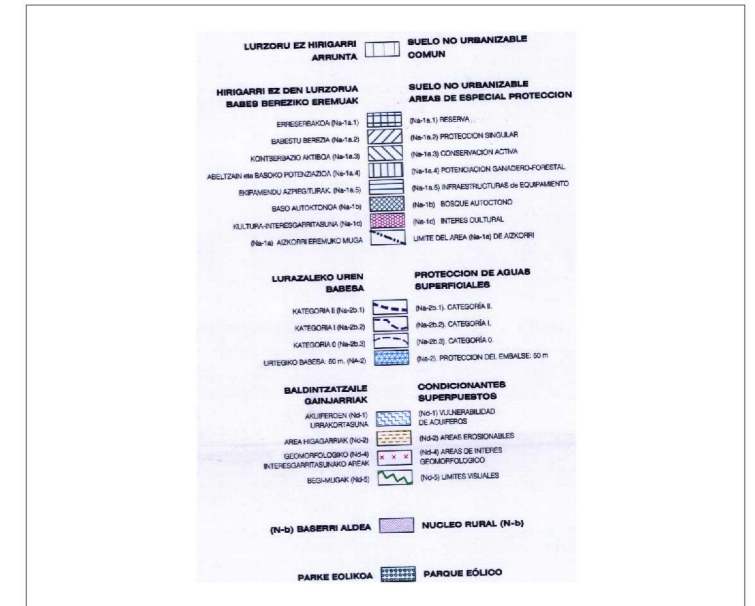 LURZORU EZ HIRIGARRI SUELO NO URBANIZABLE
ARRUNTA COMUN
HIRIGARRI EZ DEN LURZORUA SUELO NO URBANIZABLE
BABES BEREZIKO EREMUAK AREAS DE ESPECIAL PROTECCION
ERRESERBAKOA (Na-1a.1) (Na-1a.1) RESERVA
BABESTU BEREZIA (Na-1a.2) (Na-1a.2) PROTECCION SINGULAR
KONTSERBAZIO AKTIBOA (Na-1a.3) (Na-1a.3) CONSERVACION ACTIVA
ABELTZAIN eta BASOKO POTENZIAZIOA (Na-1a.4) (Na-1a.4) POTENCIACION GANADERO-FORESTAL
EKIPAMENDU AZPIEGITURAK. (Na-1a.5) (Na-1a.5) INFRAESTRUCTURAS de EQUIPAMIENTO
BASO AUTOKTONOA (Na-1b) (Na-1b) BOSQUE AUTOCTONO
KULTURA-INTERESGARRITASUNA (Na-1c) (Na-1c) INTERES CULTURAL
(Na-1a) AIZKORRI EREMUKO MUGA LIMITE DEL AREA (Na-1a) DE AIZKORRI
LURAZALEKO UREN PROTECCION DE AGUAS
BABESA SUPERFICIALES
KATEGORIA II (Na-2b.1) (Na-2b.1). CATEGORÍA II.
KATEGORIA I (Na-2b.2) (Na-2b.2). CATEGORÍA I.
KATEGORIA 0 (Na-2b.3) (Na-2b.3). CATEGORÍA 0.
URTEGIKO BABESA: 50 m. (NA-2) (Na-2). PROTECCION DEL EMBALSE: 50 m
BALDINTZATZAILE CONDICIONANTES
GAINJARRIAK SUPERPUESTOS
AKUIFEROEN (Nd-1) (Nd-1) VULNERABILIDAD
URRAKORTASUNA DE ACUIFEROS
AREA HIGAGARRIAK (Nd-2) (Nd-2) AREAS EROSIONABLES
GEOMORFOLOGIKO (Nd-4) (Nd-4) AREAS DE INTERES
INTERESGARRITASUNAKO AREAK GEOMORFOLOGICO
BEGI-MUGAK (Nd-5) (Nd-5) LIMITES VISUALES
(N-b) BASERRI ALDEA NUCLEO RURAL (N-b)
PARKE EOLIKOA PARQUE EÓLICO